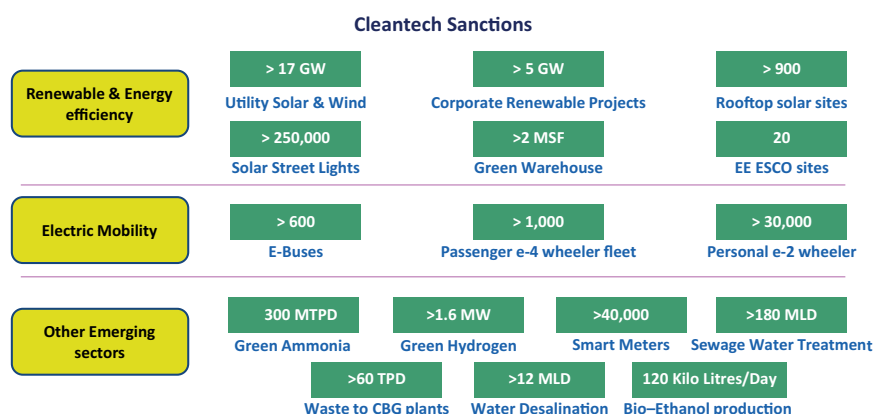 Cleantech Sanctions
Renewable & Energy
efficiency
> 17 GW
Utility Solar & Wind
> 5 GW
Corporate Renewable Projects
> 900
Rooftop solar sites
> 250,000
Solar Street Lights
>2 MSF
Green Warehouse
20
EE ESCO sites
Electric Mobility
> 600
E-Buses
> 1,000
Passenger e-4 wheeler fleet
> 30,000
Personal e-2 wheeler
Other Emerging
sectors
300 MTPD
Green Ammonia
>1.6 MW
Green Hydrogen
>40,000
Smart Meters
>180 MLD
Sewage Water Treatment
>60 TPD
Waste to CBG plants
>12 MLD
Water Desalination
120 Kilo Litres/Day
Bio–Ethanol production